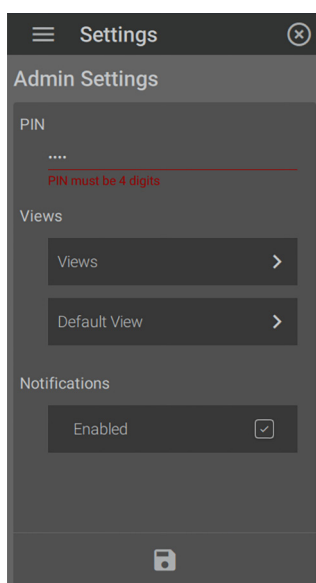 Settings
Admin Settings
PIN
....
PIN must be 4 digits
Views
Views
Default View
Notifications
Enabled